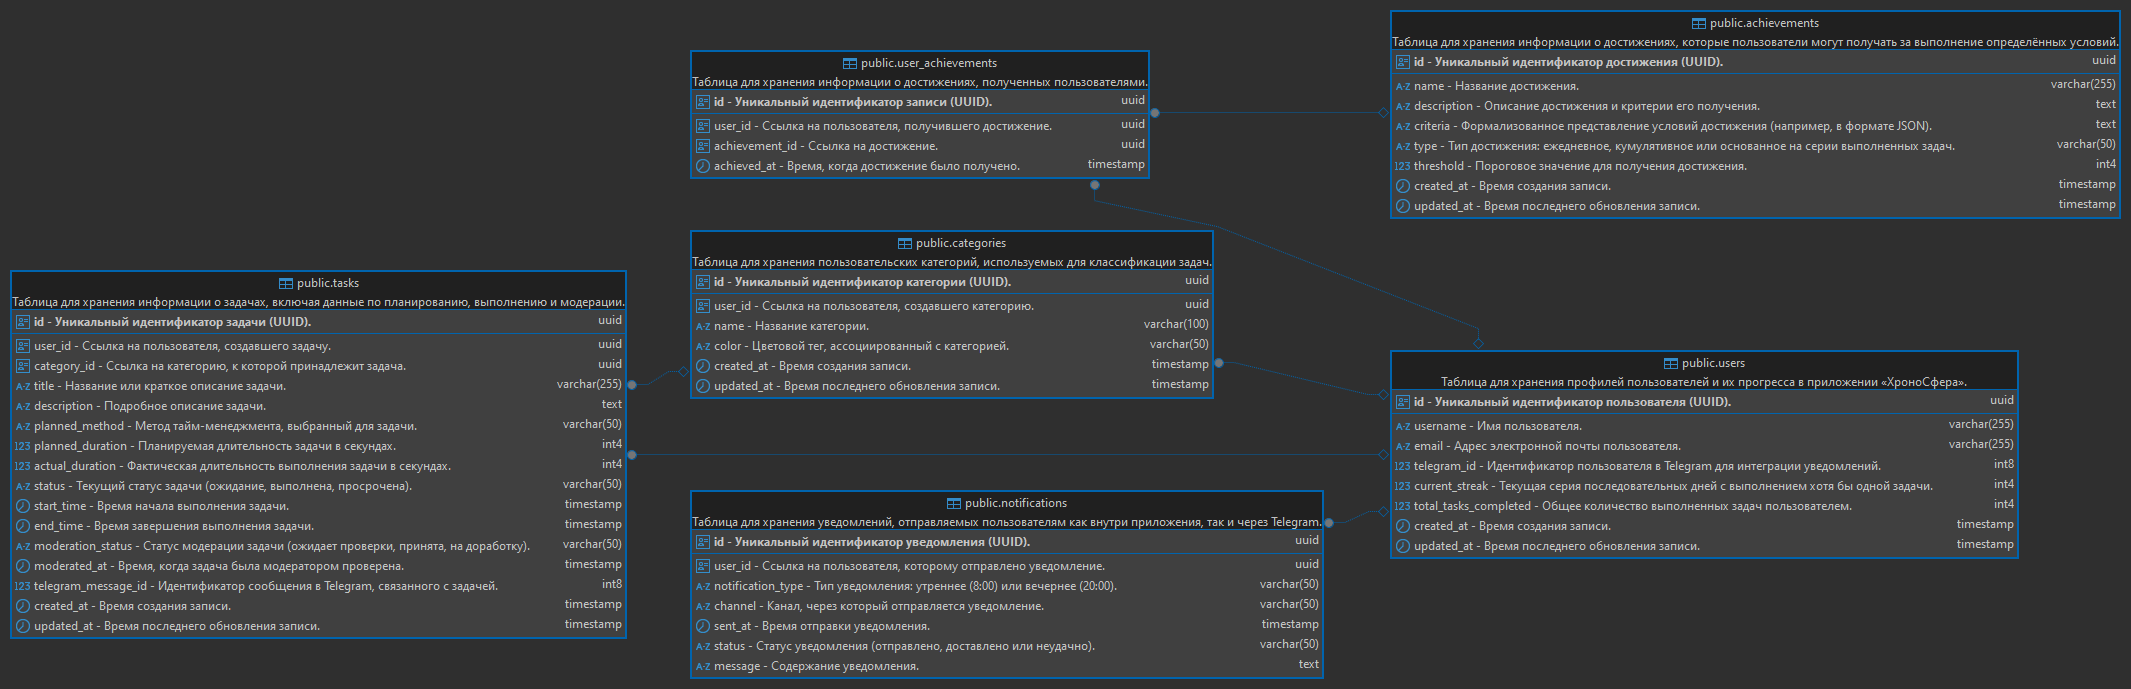 public.achievements
Таблица для хранения информации о достижениях, которые пользователи могут получать за выполнение определённых условий.
id - Уникальный идентификатор достижения (UUID). uuid
name - Название достижения. varchar(255)
description - Описание достижения и критерии его получения. text
criteria - Формализованное представление условий достижения (например, в формате JSON). text
type - Тип достижения: ежедневное, кумулятивное или основанное на серии выполненных задач. varchar(50)
threshold - Пороговое значение для получения достижения. int4
created_at - Время создания записи. timestamp
updated_at - Время последнего обновления записи. timestamp
public.user_achievements
Таблица для хранения информации о достижениях, полученных пользователями.
id - Уникальный идентификатор записи (UUID). uuid
user_id - Ссылка на пользователя, получившего достижение. uuid
achievement_id - Ссылка на достижение. uuid
achieved_at - Время, когда достижение было получено. timestamp
public.categories
Таблица для хранения пользовательских категорий, используемых для классификации задач.
id - Уникальный идентификатор категории (UUID). uuid
user_id - Ссылка на пользователя, создавшего категорию. uuid
name - Название категории. varchar(100)
color - Цветовой тег, ассоциированный с категорией. varchar(50)
created_at - Время создания записи. timestamp
updated_at - Время последнего обновления записи. timestamp
public.tasks
Таблица для хранения информации о задачах, включая данные по планированию, выполнению и модерации.
id - Уникальный идентификатор задачи (UUID). uuid
user_id - Ссылка на пользователя, создавшего задачу. uuid
category_id - Ссылка на категорию, к которой принадлежит задача. uuid
title - Название или краткое описание задачи. varchar(255)
description - Подробное описание задачи. text
planned_method - Метод тайм-менеджмента, выбранный для задачи. varchar(50)
planned_duration - Планируемая длительность задачи в секундах. int4
actual_duration - Фактическая длительность выполнения задачи в секундах. int4
status - Текущий статус задачи (ожидание, выполнена, просрочена). varchar(50)
start_time - Время начала выполнения задачи. timestamp
end_time - Время завершения выполнения задачи. timestamp
moderation_status - Статус модерации задачи (ожидает проверки, принята, на доработку). varchar(50)
moderated_at - Время, когда задача была модератором проверена. timestamp
telegram_message_id - Идентификатор сообщения в Telegram, связанного с задачей. int8
created_at - Время создания записи. timestamp
updated_at - Время последнего обновления записи. timestamp
public.users
Таблица для хранения профилей пользователей и их прогресса в приложении «ХроноСфера».
id - Уникальный идентификатор пользователя (UUID). uuid
username - Имя пользователя. varchar(255)
email - Адрес электронной почты пользователя. varchar(255)
telegram_id - Идентификатор пользователя в Telegram для интеграции уведомлений. int8
current_streak - Текущая серия последовательных дней с выполнением хотя бы одной задачи. int4
total_tasks_completed - Общее количество выполненных задач пользователем. int4
created_at - Время создания записи. timestamp
updated_at - Время последнего обновления записи. timestamp
public.notifications
Таблица для хранения уведомлений, отправляемых пользователям как внутри приложения, так и через Telegram.
id - Уникальный идентификатор уведомления (UUID). uuid
user_id - Ссылка на пользователя, которому отправлено уведомление. uuid
notification_type - Тип уведомления: утреннее (8:00) или вечернее (20:00). varchar(50)
channel - Канал, через который отправляется уведомление. varchar(50)
sent_at - Время отправки уведомления. timestamp
status - Статус уведомления (отправлено, доставлено или неудачно). varchar(50)
message - Содержание уведомления. text